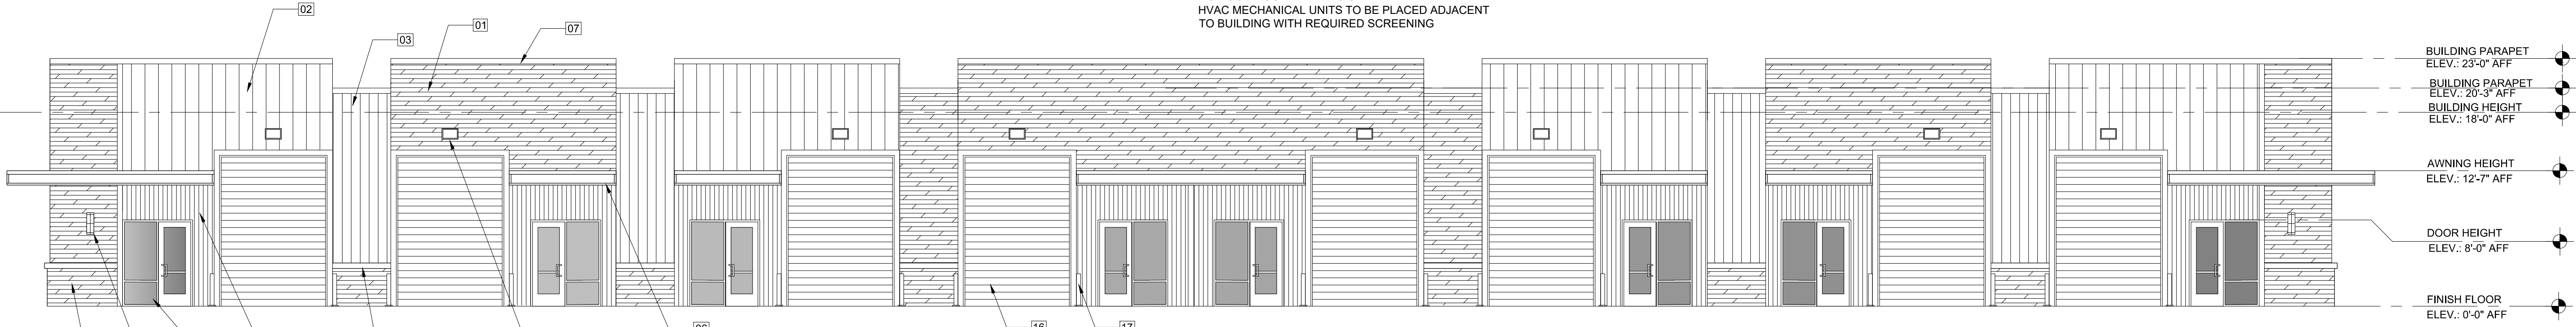 HVAC MECHANICAL UNITS TO BE PLACED ADJACENT
TO BUILDING WITH REQUIRED SCREENING
02
03
01
07
BUILDING PARAPET
ELEV.: 23'-0" AFF
BUILDING PARAPET
ELEV.: 20'-3" AFF
BUILDING HEIGHT
ELEV.: 18'-0" AFF
AWNING HEIGHT
ELEV.: 12'-7" AFF
DOOR HEIGHT
ELEV.: 8'-0" AFF
FINISH FLOOR
ELEV.: 0'-0" AFF
06
16
17